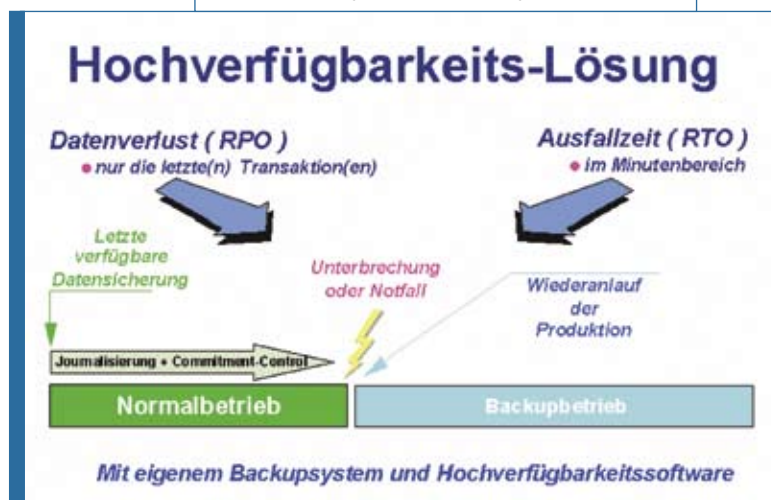 Hochverfügbarkeits-Lösung
Datenverlust ( RPO )
• nur die letzte(n) Transaktion(en)
Ausfallzeit ( RTO )
• im Minutenbereich
Letzte
verfügbare
Datensicherung
Unterbrechung
oder Notfall
Wiederanlauf
der
Produktion
Journalisierung + Commitment-Control
Normalbetrieb
Backupbetrieb
Mit eigenem Backupsystem und Hochverfügbarkeitssoftware